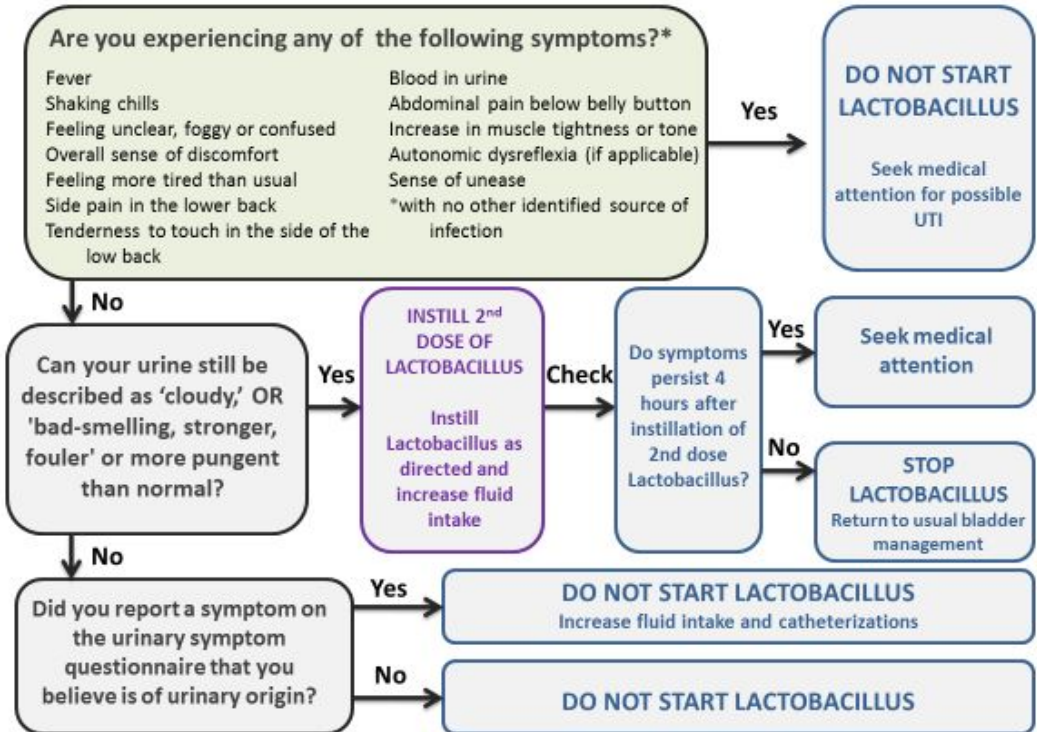 Are you experiencing any of the following symptoms?*
Fever
Shaking chills
Feeling unclear, foggy or confused
Overall sense of discomfort
Feeling more tired than usual
Side pain in the lower back
Tenderness to touch in the side of the
low back
Blood in urine
Abdominal pain below belly button
Increase in muscle tightness or tone
Autonomic dysreflexia (if applicable)
Sense of unease
*with no other identified source of
infection
Yes
DO NOT START
LACTOBACILLUS
Seek medical
attention for possible
UTI
No
Can your urine still be
described as ‘cloudy,’ OR
'bad-smelling, stronger,
fouler' or more pungent
than normal?
Yes
INSTILL 2nd
DOSE OF
LACTOBACILLUS
Instill
Lactobacillus as
directed and
increase fluid
intake
Check
Do symptoms
persist 4
hours after
instillation of
2nd dose
Lactobacillus?
Yes
Seek medical
attention
No
STOP
LACTOBACILLUS
Return to usual bladder
management
No
Did you report a symptom on
the urinary symptom
questionnaire that you
believe is of urinary origin?
Yes
DO NOT START LACTOBACILLUS
Increase fluid intake and catheterizations
No
DO NOT START LACTOBACILLUS